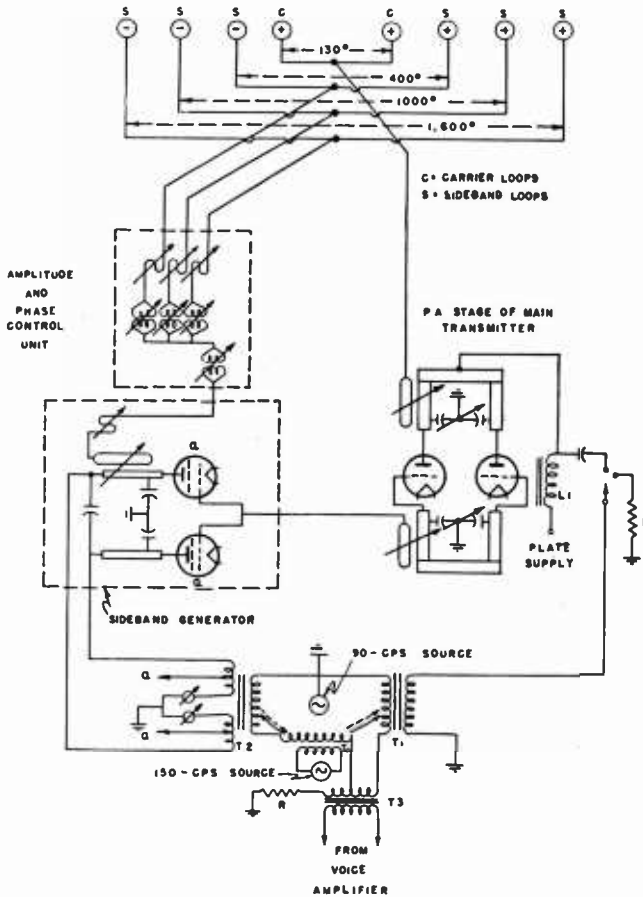 S S S C C S S S
− − − + + + + +
130°
400°
1000°
1,600°
C = CARRIER LOOPS
S = SIDEBAND LOOPS
AMPLITUDE
AND
PHASE
CONTROL
UNIT
PA STAGE OF MAIN
TRANSMITTER
a
a
L1
PLATE
SUPPLY
SIDEBAND GENERATOR
90-CPS SOURCE
a
a
T2
T1
150-CPS SOURCE
R
T3
FROM
VOICE
AMPLIFIER